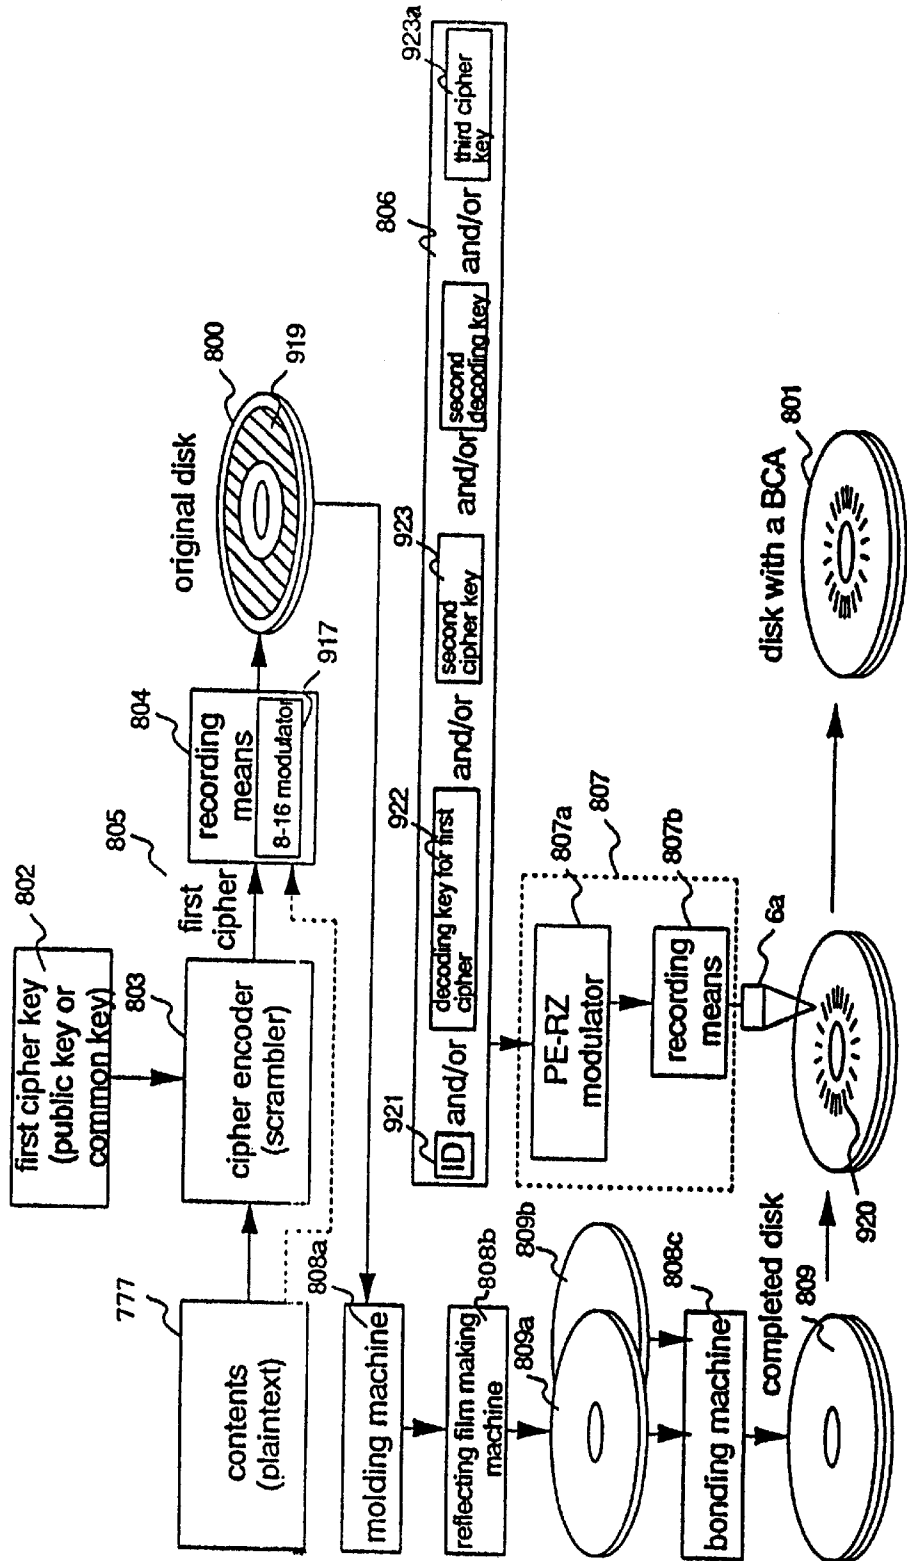 777
contents
(plaintext)
first cipher key
(public key or
common key)
802
cipher encoder
(scrambler)
803
first
cipher
805
recording
means
804
8-16 modulator
917
original disk
800
919
808a
molding machine
reflecting film making
machine
808b
809a
809b
bonding machine
808c
completed disk
809
921
ID
and/or
922
decoding key for first
cipher
and/or
923
second
cipher key
and/or
second
decoding key
and/or
806
third cipher
key
923a
PE-RZ
modulator
807a
807
recording
means
807b
6a
920
disk with a BCA
801